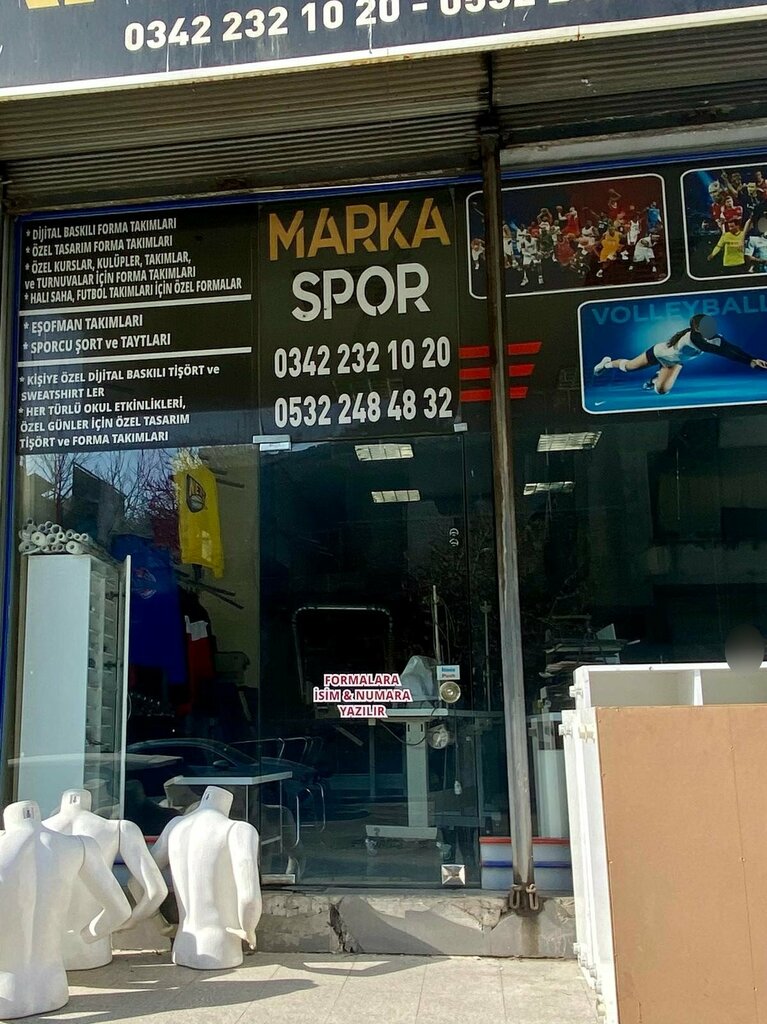 0342 232 10 20 -
* DİJİTAL BASKILI FORMA TAKIMLARI
* ÖZEL TASARIM FORMA TAKIMLARI
* ÖZEL KURSLAR, KULÜPLER, TAKIMLAR,
ve TURNUVALAR İÇİN FORMA TAKIMLARI
* HALI SAHA, FUTBOL TAKIMLARI İÇİN ÖZEL FORMALAR
* EŞOFMAN TAKIMLARI
* SPORCU ŞORT ve TAYTLARI
* KİŞİYE ÖZEL DİJİTAL BASKILI TİŞÖRT ve
SWEATSHIRT LER
* HER TÜRLÜ OKUL ETKİNLİKLERİ,
ÖZEL GÜNLER İÇİN ÖZEL TASARIM
TİŞÖRT ve FORMA TAKIMLARI
MARKA
SPOR
0342 232 10 20
0532 248 48 32
VOLLEYBALL
FORMALARA
İSİM & NUMARA
YAZILIR